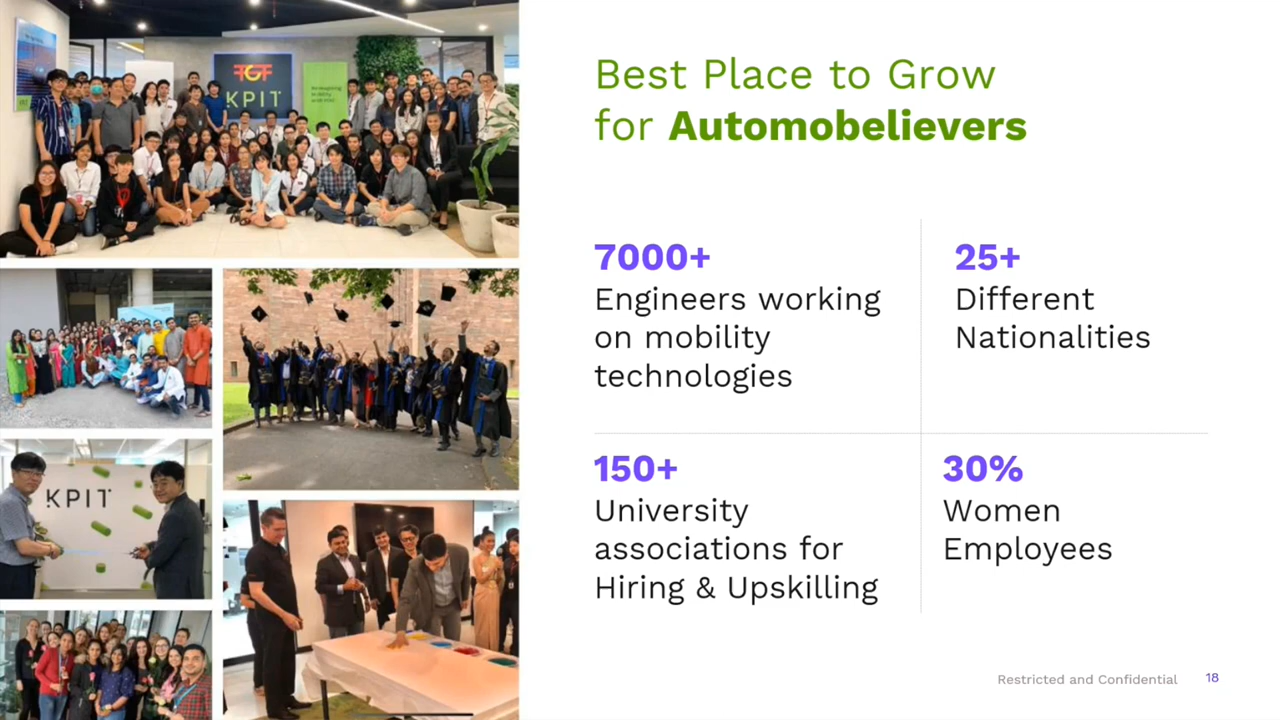 KPIT
KPIT
Best Place to Grow
for Automobelievers
7000+
Engineers working
on mobility
technologies
25+
Different
Nationalities
150+
University
associations for
Hiring & Upskilling
30%
Women
Employees
Restricted and Confidential
18